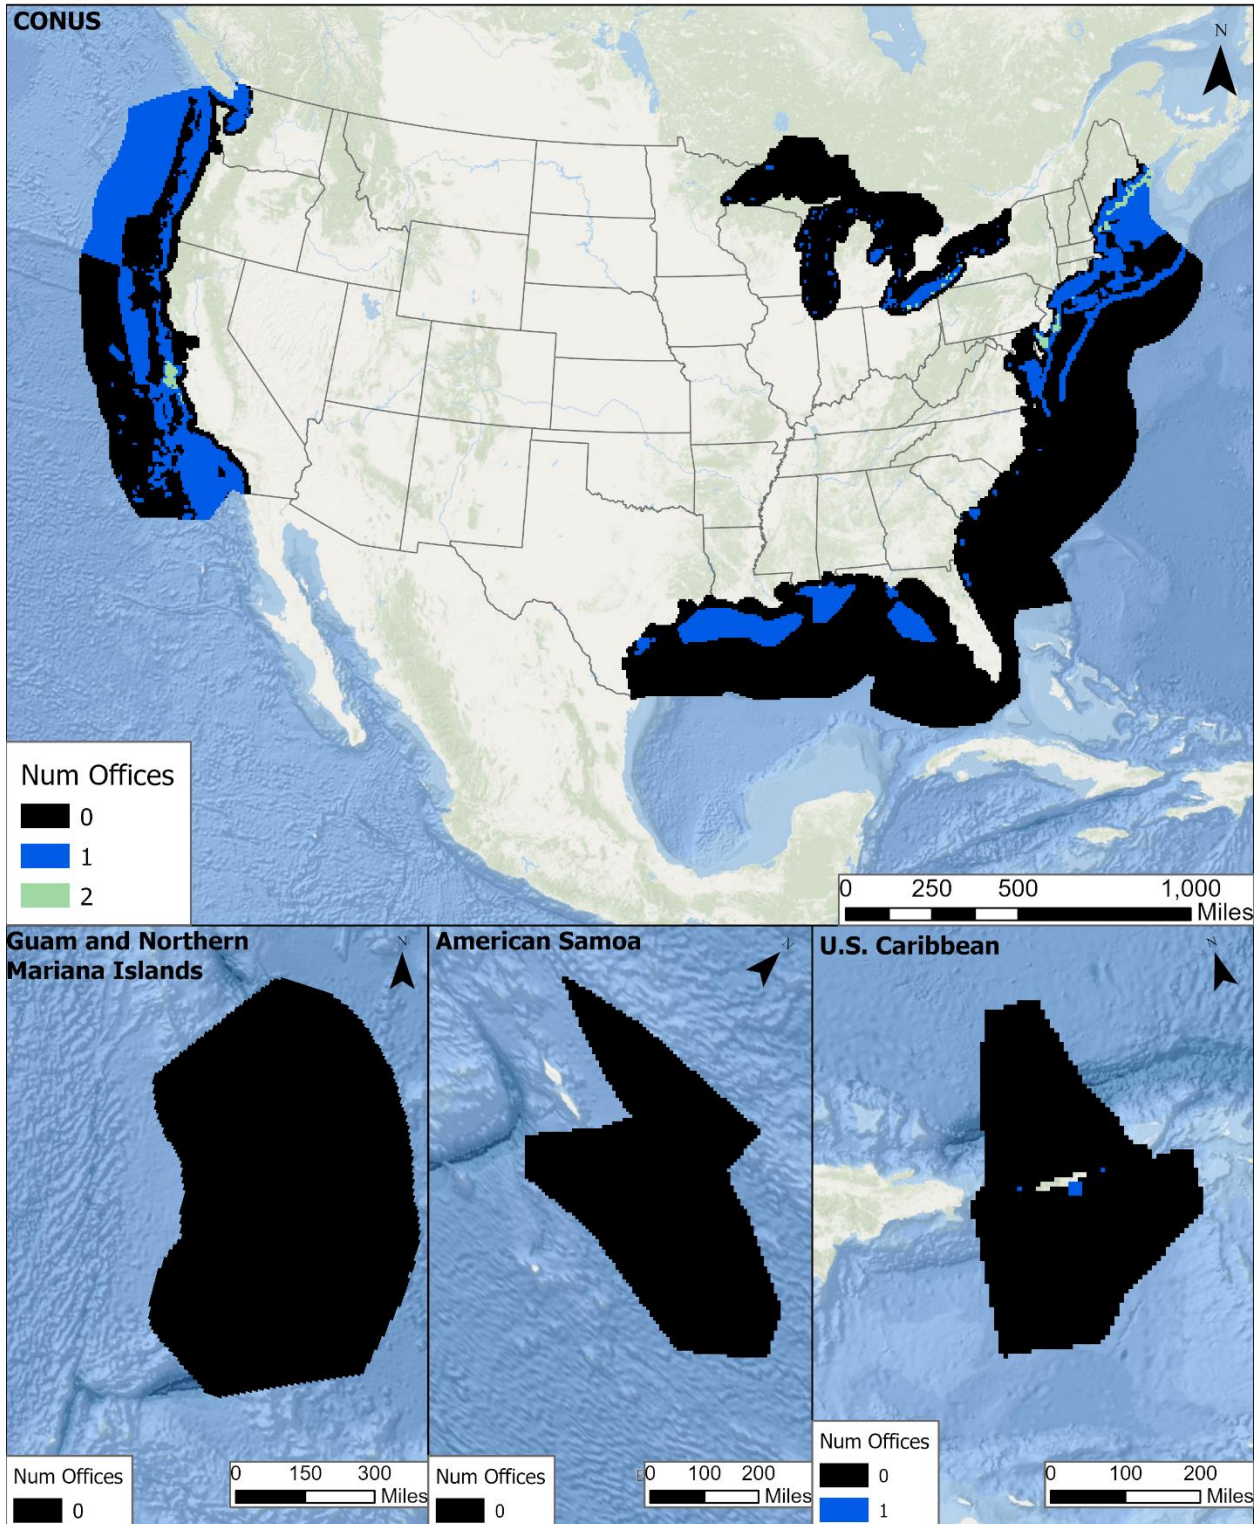 CONUS
N
Num Offices
0
1
2
0 250 500 1,000
Miles
Guam and Northern
Mariana Islands
N
Num Offices
0
0 150 300
Miles
American Samoa
N
Num Offices
0
0 100 200
Miles
U.S. Caribbean
N
Num Offices
0
1
0 100 200
Miles